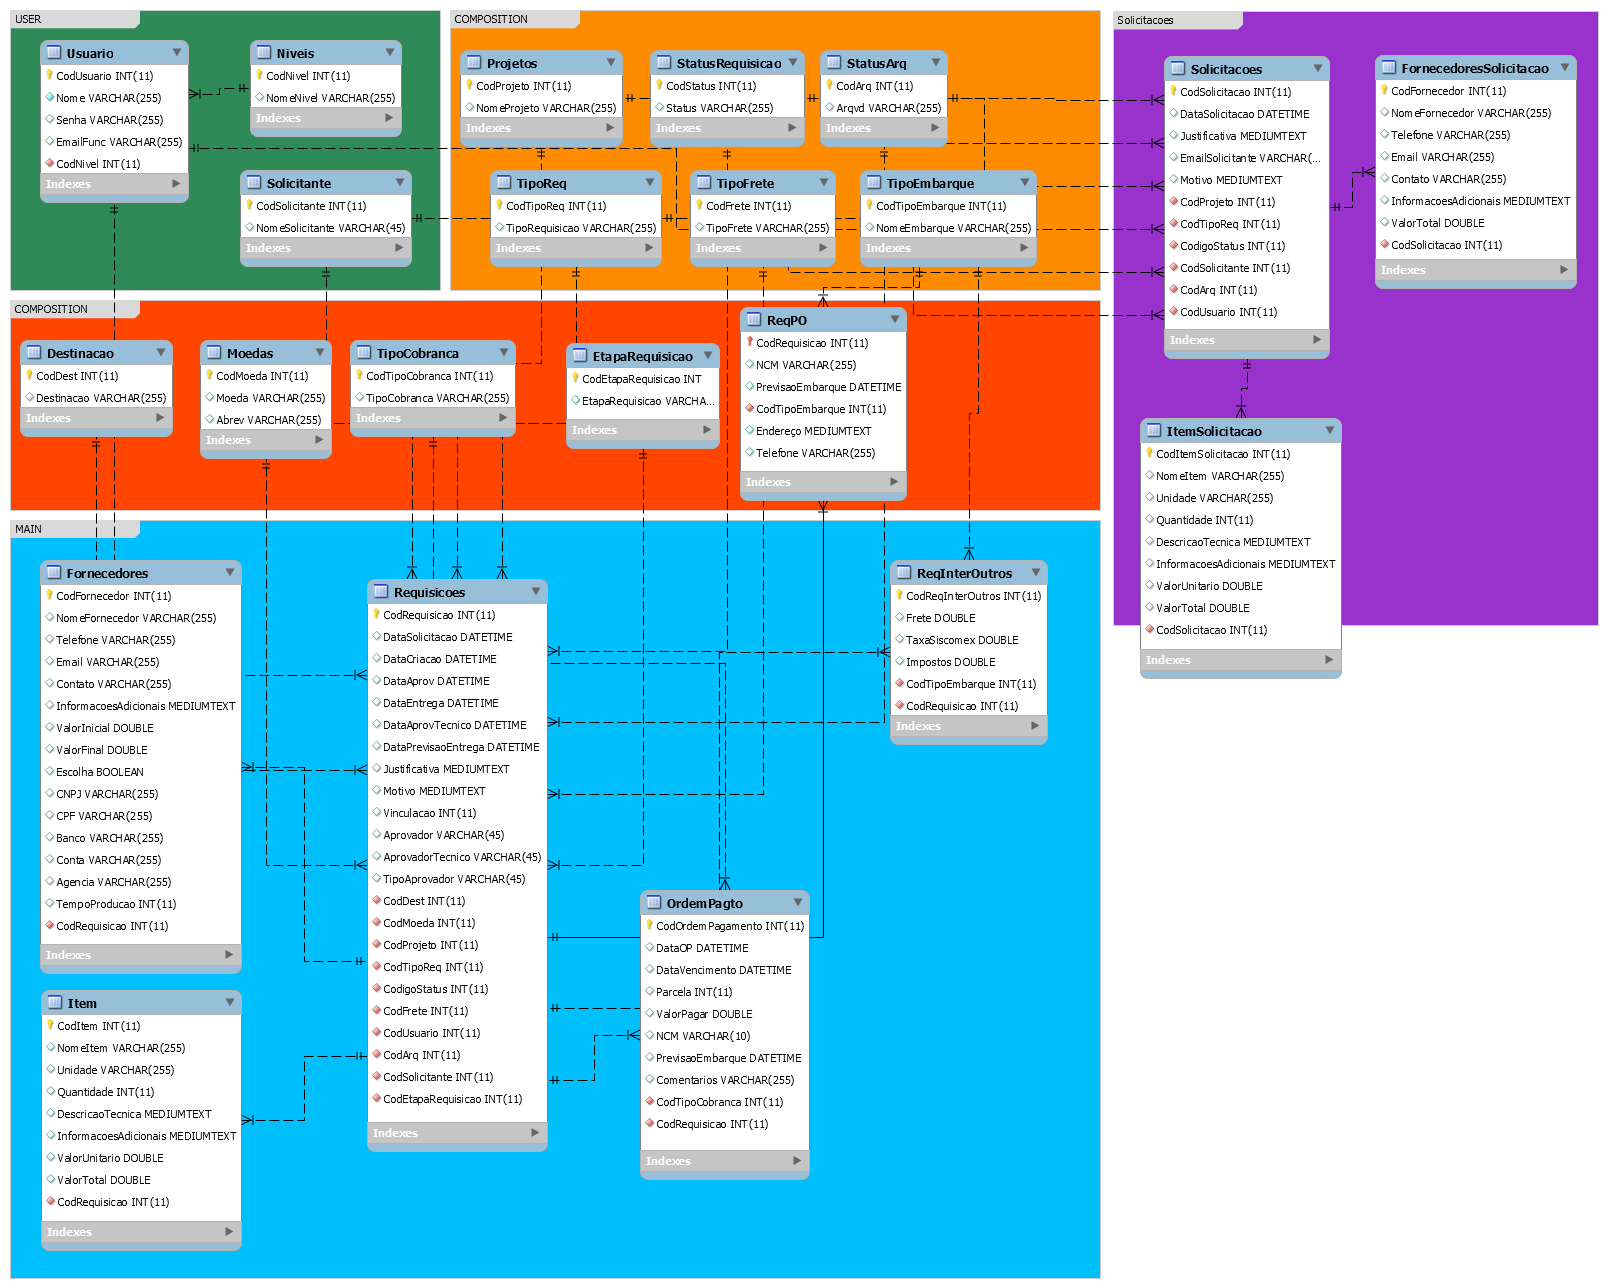 USER
Usuario
CodUsuario INT(11)
Nome VARCHAR(255)
Senha VARCHAR(255)
EmailFunc VARCHAR(255)
CodNivel INT(11)
Indexes
Niveis
CodNivel INT(11)
NomeNivel VARCHAR(255)
Indexes
Solicitante
CodSolicitante INT(11)
NomeSolicitante VARCHAR(45)
Indexes
COMPOSITION
Projetos
CodProjeto INT(11)
NomeProjeto VARCHAR(255)
Indexes
StatusRequisicao
CodStatus INT(11)
Status VARCHAR(255)
Indexes
StatusArq
CodArq INT(11)
Arqvd VARCHAR(255)
Indexes
TipoReq
CodTipoReq INT(11)
TipoRequisicao VARCHAR(255)
Indexes
TipoFrete
CodFrete INT(11)
TipoFrete VARCHAR(255)
Indexes
TipoEmbarque
CodTipoEmbarque INT(11)
NomeEmbarque VARCHAR(255)
Indexes
Solicitacoes
Solicitacoes
CodSolicitacao INT(11)
DataSolicitacao DATETIME
Justificativa MEDIUMTEXT
EmailSolicitante VARCHAR(...
Motivo MEDIUMTEXT
CodProjeto INT(11)
CodTipoReq INT(11)
CodigoStatus INT(11)
CodSolicitante INT(11)
CodArq INT(11)
CodUsuario INT(11)
Indexes
FornecedoresSolicitacao
CodFornecedor INT(11)
NomeFornecedor VARCHAR(255)
Telefone VARCHAR(255)
Email VARCHAR(255)
Contato VARCHAR(255)
InformacoesAdicionais MEDIUMTEXT
ValorTotal DOUBLE
CodSolicitacao INT(11)
Indexes
ItemSolicitacao
CodItemSolicitacao INT(11)
NomeItem VARCHAR(255)
Unidade VARCHAR(255)
Quantidade INT(11)
DescricaoTecnica MEDIUMTEXT
InformacoesAdicionais MEDIUMTEXT
ValorUnitario DOUBLE
ValorTotal DOUBLE
CodSolicitacao INT(11)
Indexes
COMPOSITION
Destinacao
CodDest INT(11)
Destinacao VARCHAR(255)
Indexes
Moedas
CodMoeda INT(11)
Moeda VARCHAR(255)
Abrev VARCHAR(255)
Indexes
TipoCobranca
CodTipoCobranca INT(11)
TipoCobranca VARCHAR(255)
Indexes
EtapaRequisicao
CodEtapaRequisicao INT
EtapaRequisicao VARCHA...
Indexes
ReqPO
CodRequisicao INT(11)
NCM VARCHAR(255)
PrevisaoEmbarque DATETIME
CodTipoEmbarque INT(11)
Endereço MEDIUMTEXT
Telefone VARCHAR(255)
Indexes
MAIN
Fornecedores
CodFornecedor INT(11)
NomeFornecedor VARCHAR(255)
Telefone VARCHAR(255)
Email VARCHAR(255)
Contato VARCHAR(255)
InformacoesAdicionais MEDIUMTEXT
ValorInicial DOUBLE
ValorFinal DOUBLE
Escolha BOOLEAN
CNPJ VARCHAR(255)
CPF VARCHAR(255)
Banco VARCHAR(255)
Conta VARCHAR(255)
Agencia VARCHAR(255)
TempoProducao INT(11)
CodRequisicao INT(11)
Indexes
Item
CodItem INT(11)
NomeItem VARCHAR(255)
Unidade VARCHAR(255)
Quantidade INT(11)
DescricaoTecnica MEDIUMTEXT
InformacoesAdicionais MEDIUMTEXT
ValorUnitario DOUBLE
ValorTotal DOUBLE
CodRequisicao INT(11)
Indexes
Requisicoes
CodRequisicao INT(11)
DataSolicitacao DATETIME
DataCriacao DATETIME
DataAprov DATETIME
DataEntrega DATETIME
DataAprovTecnico DATETIME
DataPrevisaoEntrega DATETIME
Justificativa MEDIUMTEXT
Motivo MEDIUMTEXT
Vinculacao INT(11)
Aprovador VARCHAR(45)
AprovadorTecnico VARCHAR(45)
TipoAprovador VARCHAR(45)
CodDest INT(11)
CodMoeda INT(11)
CodProjeto INT(11)
CodTipoReq INT(11)
CodigoStatus INT(11)
CodFrete INT(11)
CodUsuario INT(11)
CodArq INT(11)
CodSolicitante INT(11)
CodEtapaRequisicao INT(11)
Indexes
ReqInterOutros
CodReqInterOutros INT(11)
Frete DOUBLE
TaxaSiscomex DOUBLE
Impostos DOUBLE
CodTipoEmbarque INT(11)
CodRequisicao INT(11)
Indexes
OrdemPagto
CodOrdemPagamento INT(11)
DataOP DATETIME
DataVencimento DATETIME
Parcela INT(11)
ValorPagar DOUBLE
NCM VARCHAR(10)
PrevisaoEmbarque DATETIME
Comentarios VARCHAR(255)
CodTipoCobranca INT(11)
CodRequisicao INT(11)
Indexes